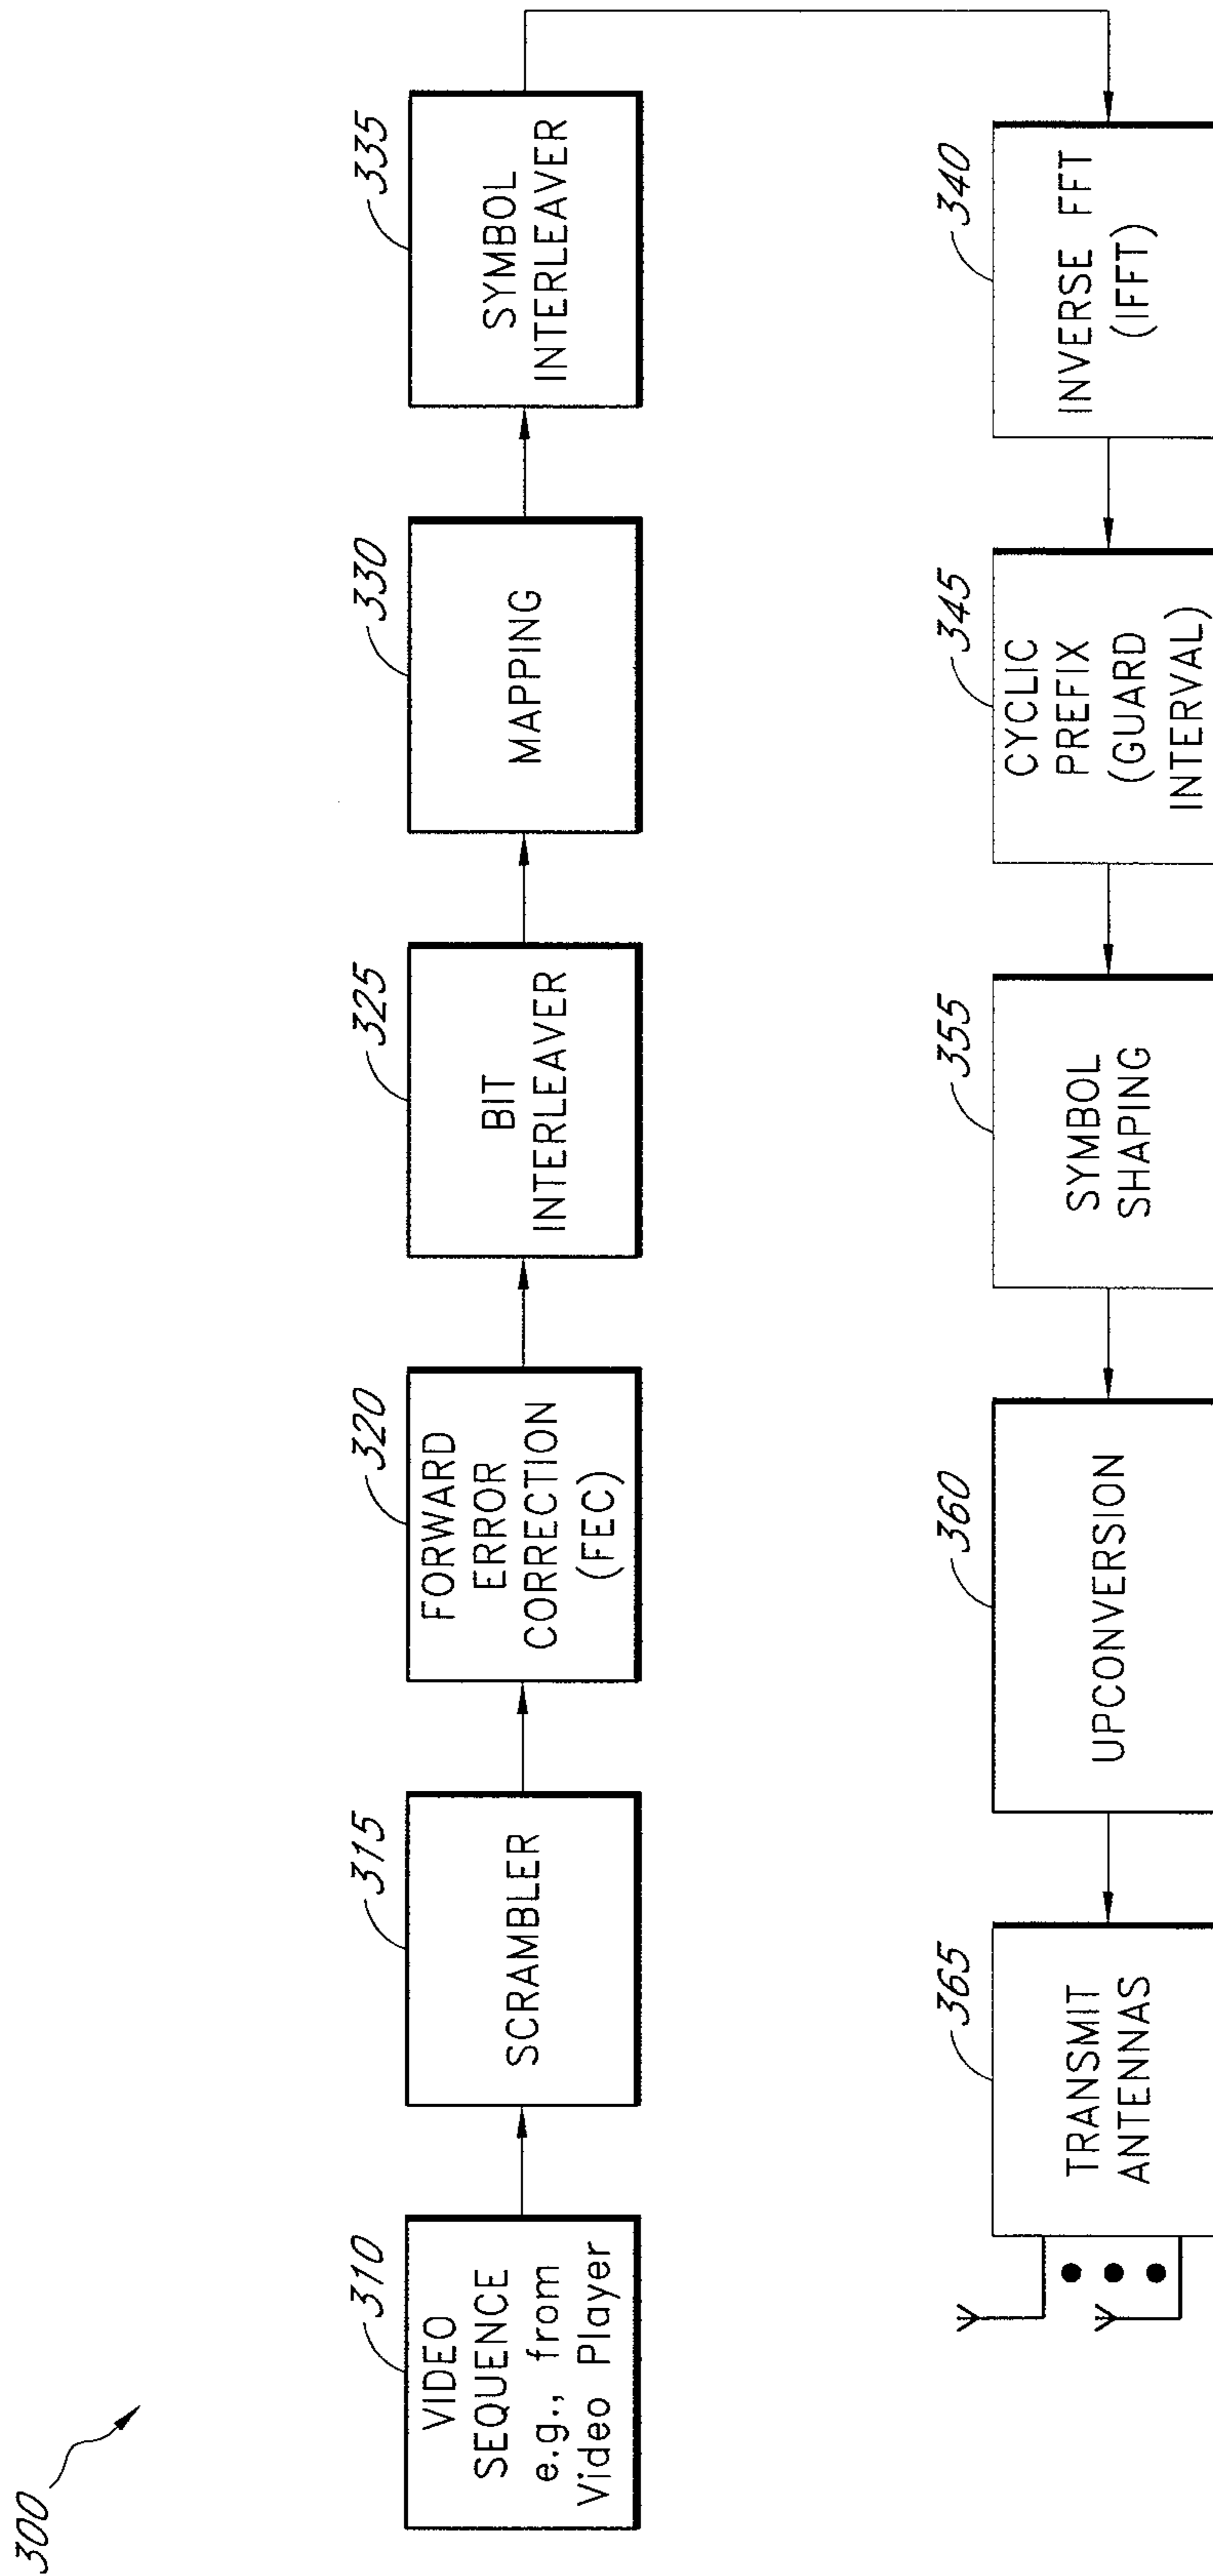 300
310
VIDEO
SEQUENCE
e.g., from
Video Player
315
SCRAMBLER
320
FORWARD
ERROR
CORRECTION
(FEC)
325
BIT
INTERLEAVER
330
MAPPING
335
SYMBOL
INTERLEAVER
340
INVERSE FFT
(IFFT)
345
CYCLIC
PREFIX
(GUARD
INTERVAL)
355
SYMBOL
SHAPING
360
UPCONVERSION
365
TRANSMIT
ANTENNAS